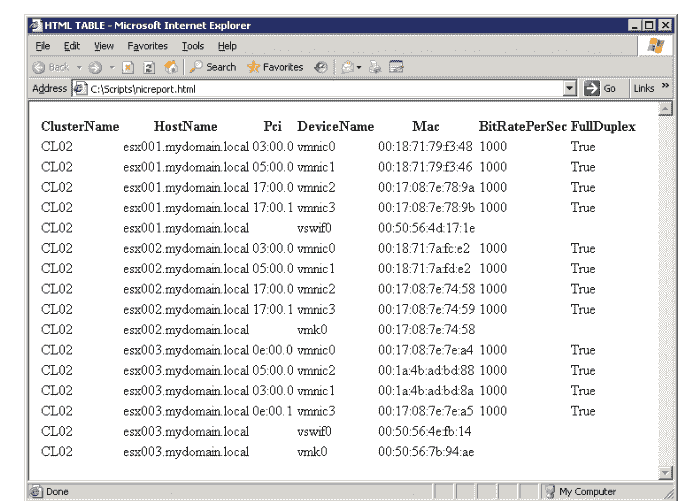 HTML TABLE - Microsoft Internet Explorer
File Edit View Favorites Tools Help
Back Search Favorites
Address C:\Scripts\nicreport.html Go Links »
ClusterName HostName Pci DeviceName Mac BitRatePerSec FullDuplex
CL02 esx001.mydomain.local 03:00.0 vmnic0 00:18:71:79:f3:48 1000 True
CL02 esx001.mydomain.local 05:00.0 vmnic1 00:18:71:79:f3:46 1000 True
CL02 esx001.mydomain.local 17:00.0 vmnic2 00:17:08:7e:78:9a 1000 True
CL02 esx001.mydomain.local 17:00.1 vmnic3 00:17:08:7e:78:9b 1000 True
CL02 esx001.mydomain.local vswif0 00:50:56:4d:17:1e
CL02 esx002.mydomain.local 03:00.0 vmnic0 00:18:71:7a:fc:e2 1000 True
CL02 esx002.mydomain.local 05:00.0 vmnic1 00:18:71:7a:fd:e2 1000 True
CL02 esx002.mydomain.local 17:00.0 vmnic2 00:17:08:7e:74:58 1000 True
CL02 esx002.mydomain.local 17:00.1 vmnic3 00:17:08:7e:74:59 1000 True
CL02 esx002.mydomain.local vmk0 00:17:08:7e:74:58
CL02 esx003.mydomain.local 0e:00.0 vmnic0 00:17:08:7e:7e:a4 1000 True
CL02 esx003.mydomain.local 05:00.0 vmnic2 00:1a:4b:ad:bd:88 1000 True
CL02 esx003.mydomain.local 03:00.0 vmnic1 00:1a:4b:ad:bd:8a 1000 True
CL02 esx003.mydomain.local 0e:00.1 vmnic3 00:17:08:7e:7e:a5 1000 True
CL02 esx003.mydomain.local vswif0 00:50:56:4e:fb:14
CL02 esx003.mydomain.local vmk0 00:50:56:7b:94:ae
Done My Computer